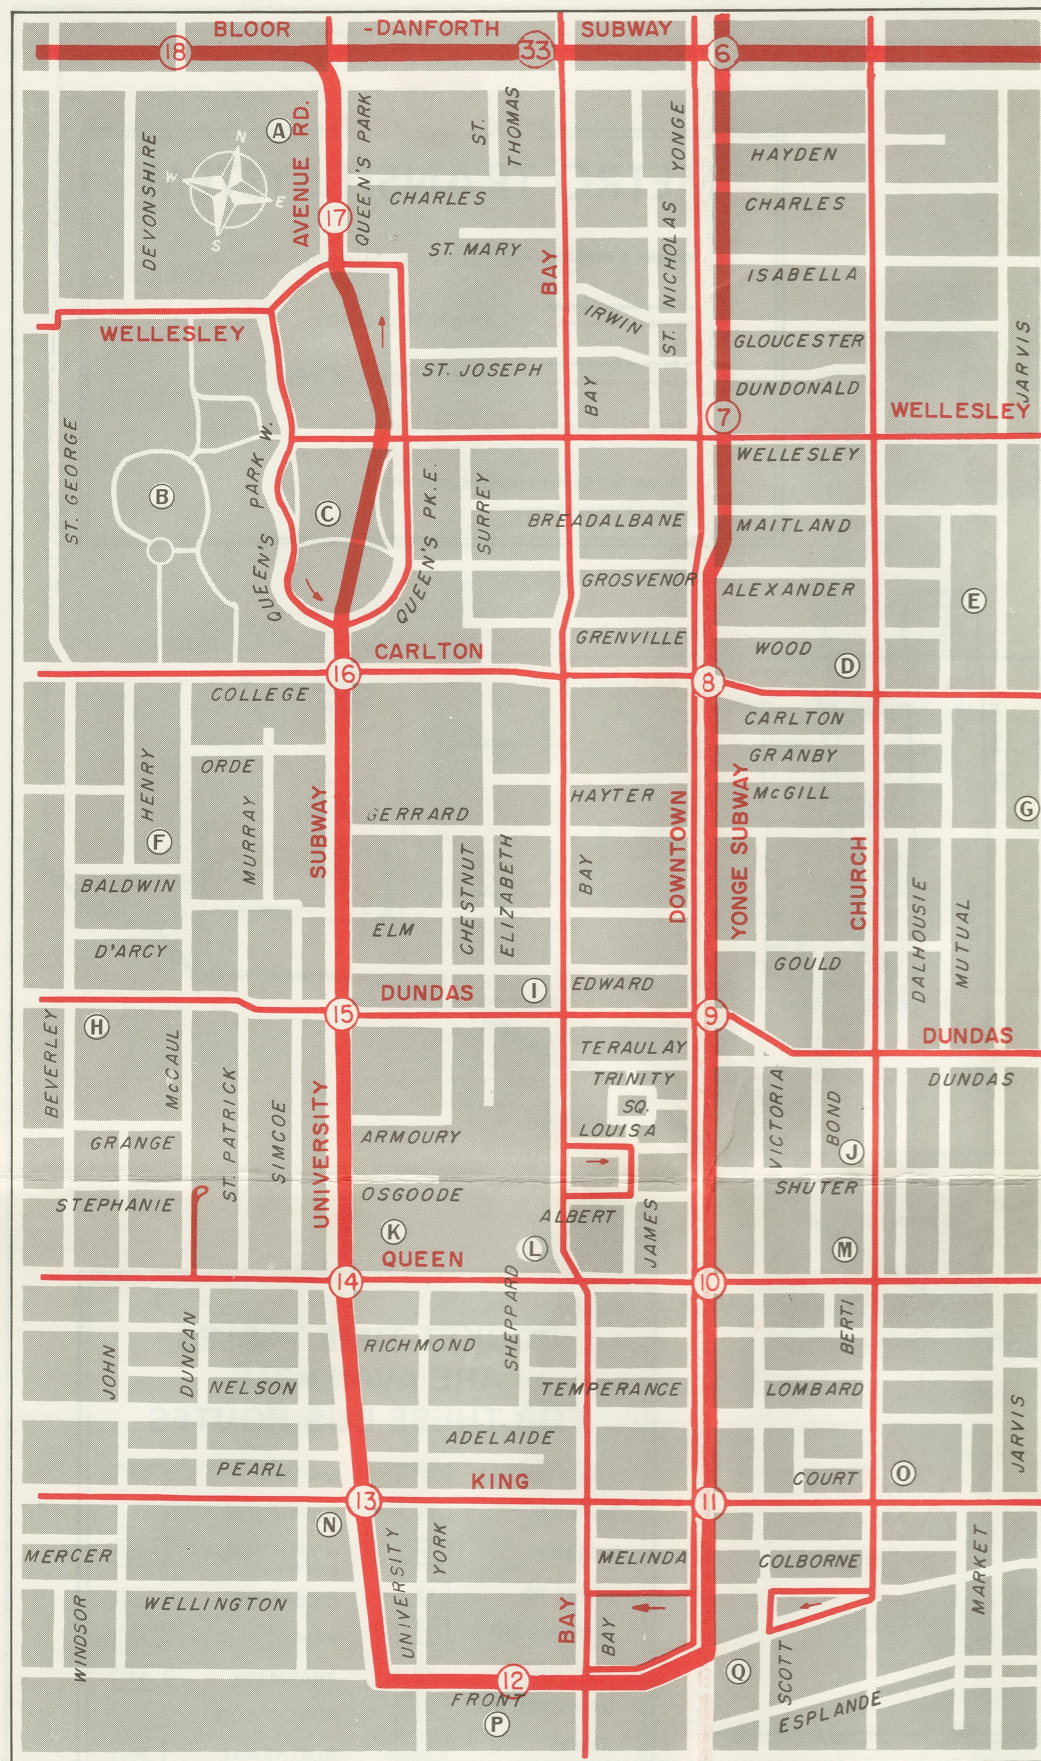 BLOOR -DANFORTH SUBWAY
18 33 6
A
AVENUE RD.
QUEEN'S PARK
ST. THOMAS
YONGE
DEVONSHIRE
N
W E
S
HAYDEN
CHARLES
CHARLES
17
ST. MARY
BAY
ST. NICHOLAS
ISABELLA
WELLESLEY
IRWIN
GLOUCESTER
JARVIS
ST. JOSEPH
BAY
DUNDONALD
7
WELLESLEY
ST. GEORGE
QUEEN'S PARK W.
WELLESLEY
B
C
QUEEN'S PK. E.
SURREY
BREADALBANE
MAITLAND
GROSVENOR
ALEXANDER
E
CARLTON
GRENVILLE
WOOD
D
16
8
COLLEGE
CARLTON
HENRY
ORDE
GRANBY
SUBWAY
HAYTER
McGILL
GERRARD
G
F
MURRAY
CHESTNUT
ELIZABETH
BAY
DOWNTOWN
YONGE SUBWAY
CHURCH
BALDWIN
DALHOUSIE
MUTUAL
ELM
D'ARCY
GOULD
DUNDAS
I
EDWARD
15
9
H
BEVERLEY
McCAUL
DUNDAS
TERAULAY
TRINITY
SQ.
DUNDAS
ST. PATRICK
SIMCOE
UNIVERSITY
VICTORIA
BOND
LOUISA
ARMOURY
GRANGE
J
OSGOODE
SHUTER
STEPHANIE
ALBERT
JAMES
K
L
M
QUEEN
14
10
SHEPPARD
BERTI
JOHN
DUNCAN
RICHMOND
NELSON
TEMPERANCE
LOMBARD
JARVIS
ADELAIDE
PEARL
KING
COURT
O
13
11
N
UNIVERSITY
YORK
MERCER
MELINDA
COLBORNE
MARKET
WINDSOR
WELLINGTON
BAY
BAY
SCOTT
Q
12
FRONT
P
ESPLANDE